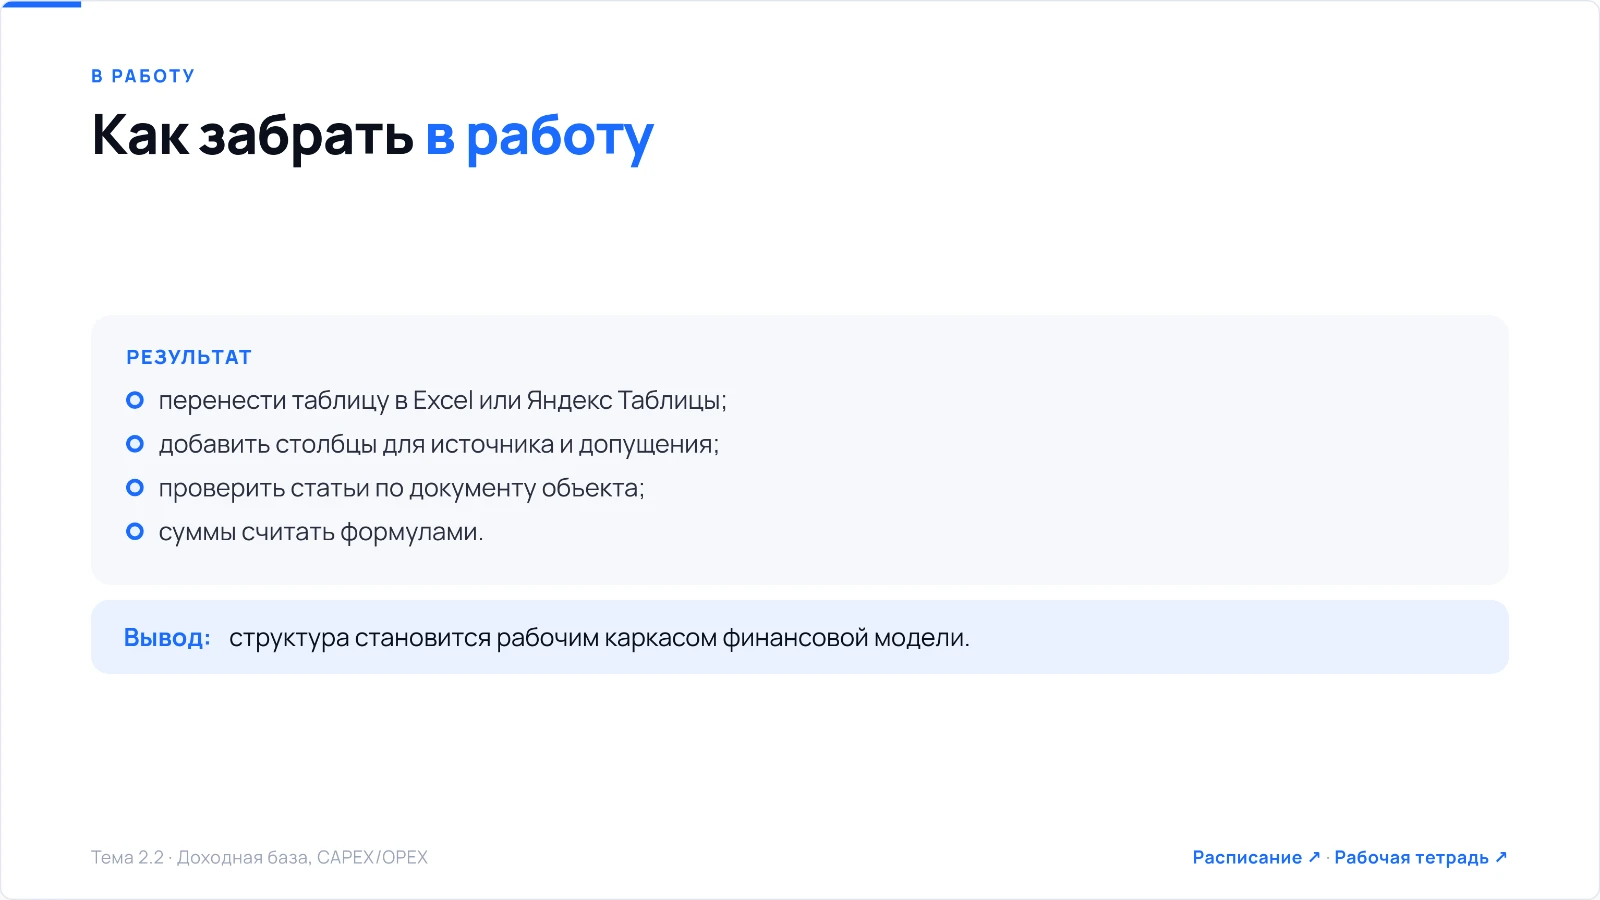 В РАБОТУ
Как забрать в работу
РЕЗУЛЬТАТ
перенести таблицу в Excel или Яндекс Таблицы;
добавить столбцы для источника и допущения;
проверить статьи по документу объекта;
суммы считать формулами.
Вывод: структура становится рабочим каркасом финансовой модели.
Тема 2.2 · Доходная база, CAPEX/OPEX
Расписание ↗ · Рабочая тетрадь ↗